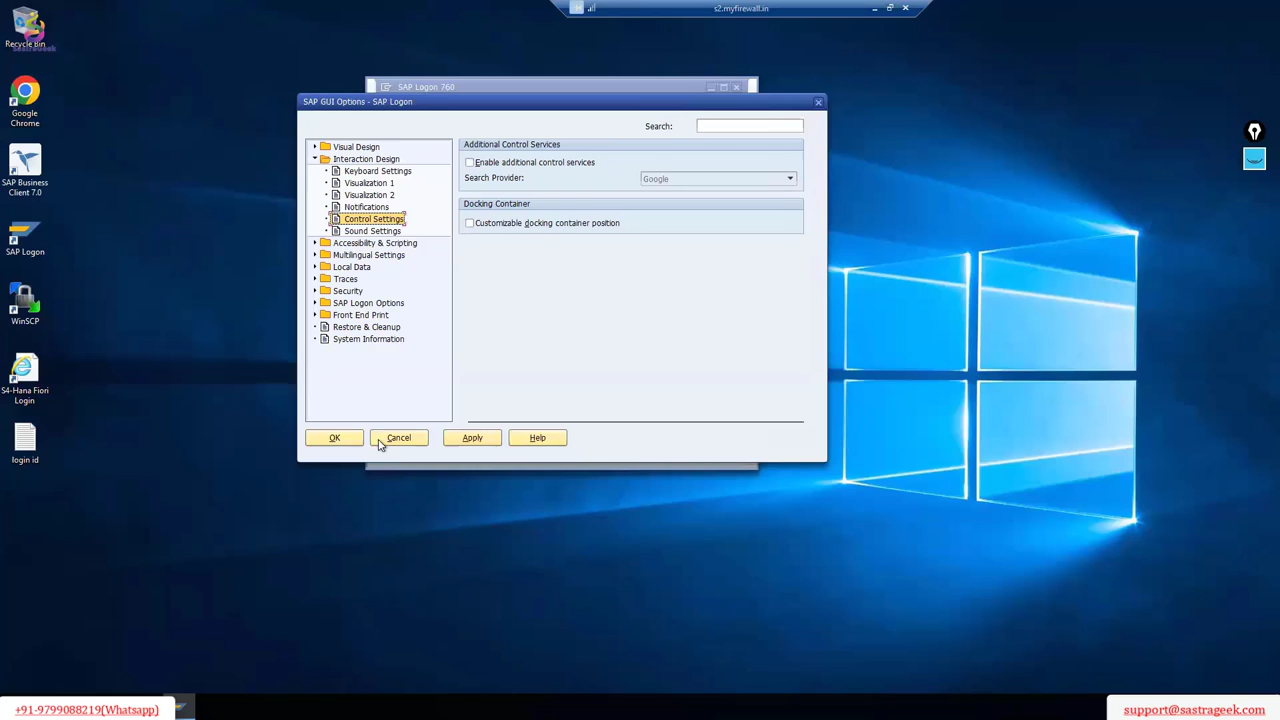 s2.myfirewall.in
Recycle Bin
sastrageek
Google
Chrome
SAP Business
Client 7.0
SAP Logon
WinSCP
S4-Hana Fiori
Login
login id
SAP Logon 760
SAP GUI Options - SAP Logon
Search:
Visual Design
Interaction Design
Keyboard Settings
Visualization 1
Visualization 2
Notifications
Control Settings
Sound Settings
Accessibility & Scripting
Multilingual Settings
Local Data
Traces
Security
SAP Logon Options
Front End Print
Restore & Cleanup
System Information
Additional Control Services
Enable additional control services
Search Provider: Google
Docking Container
Customizable docking container position
OK Cancel Apply Help
+91-9799088219(Whatsapp)
support@sastrageek.com